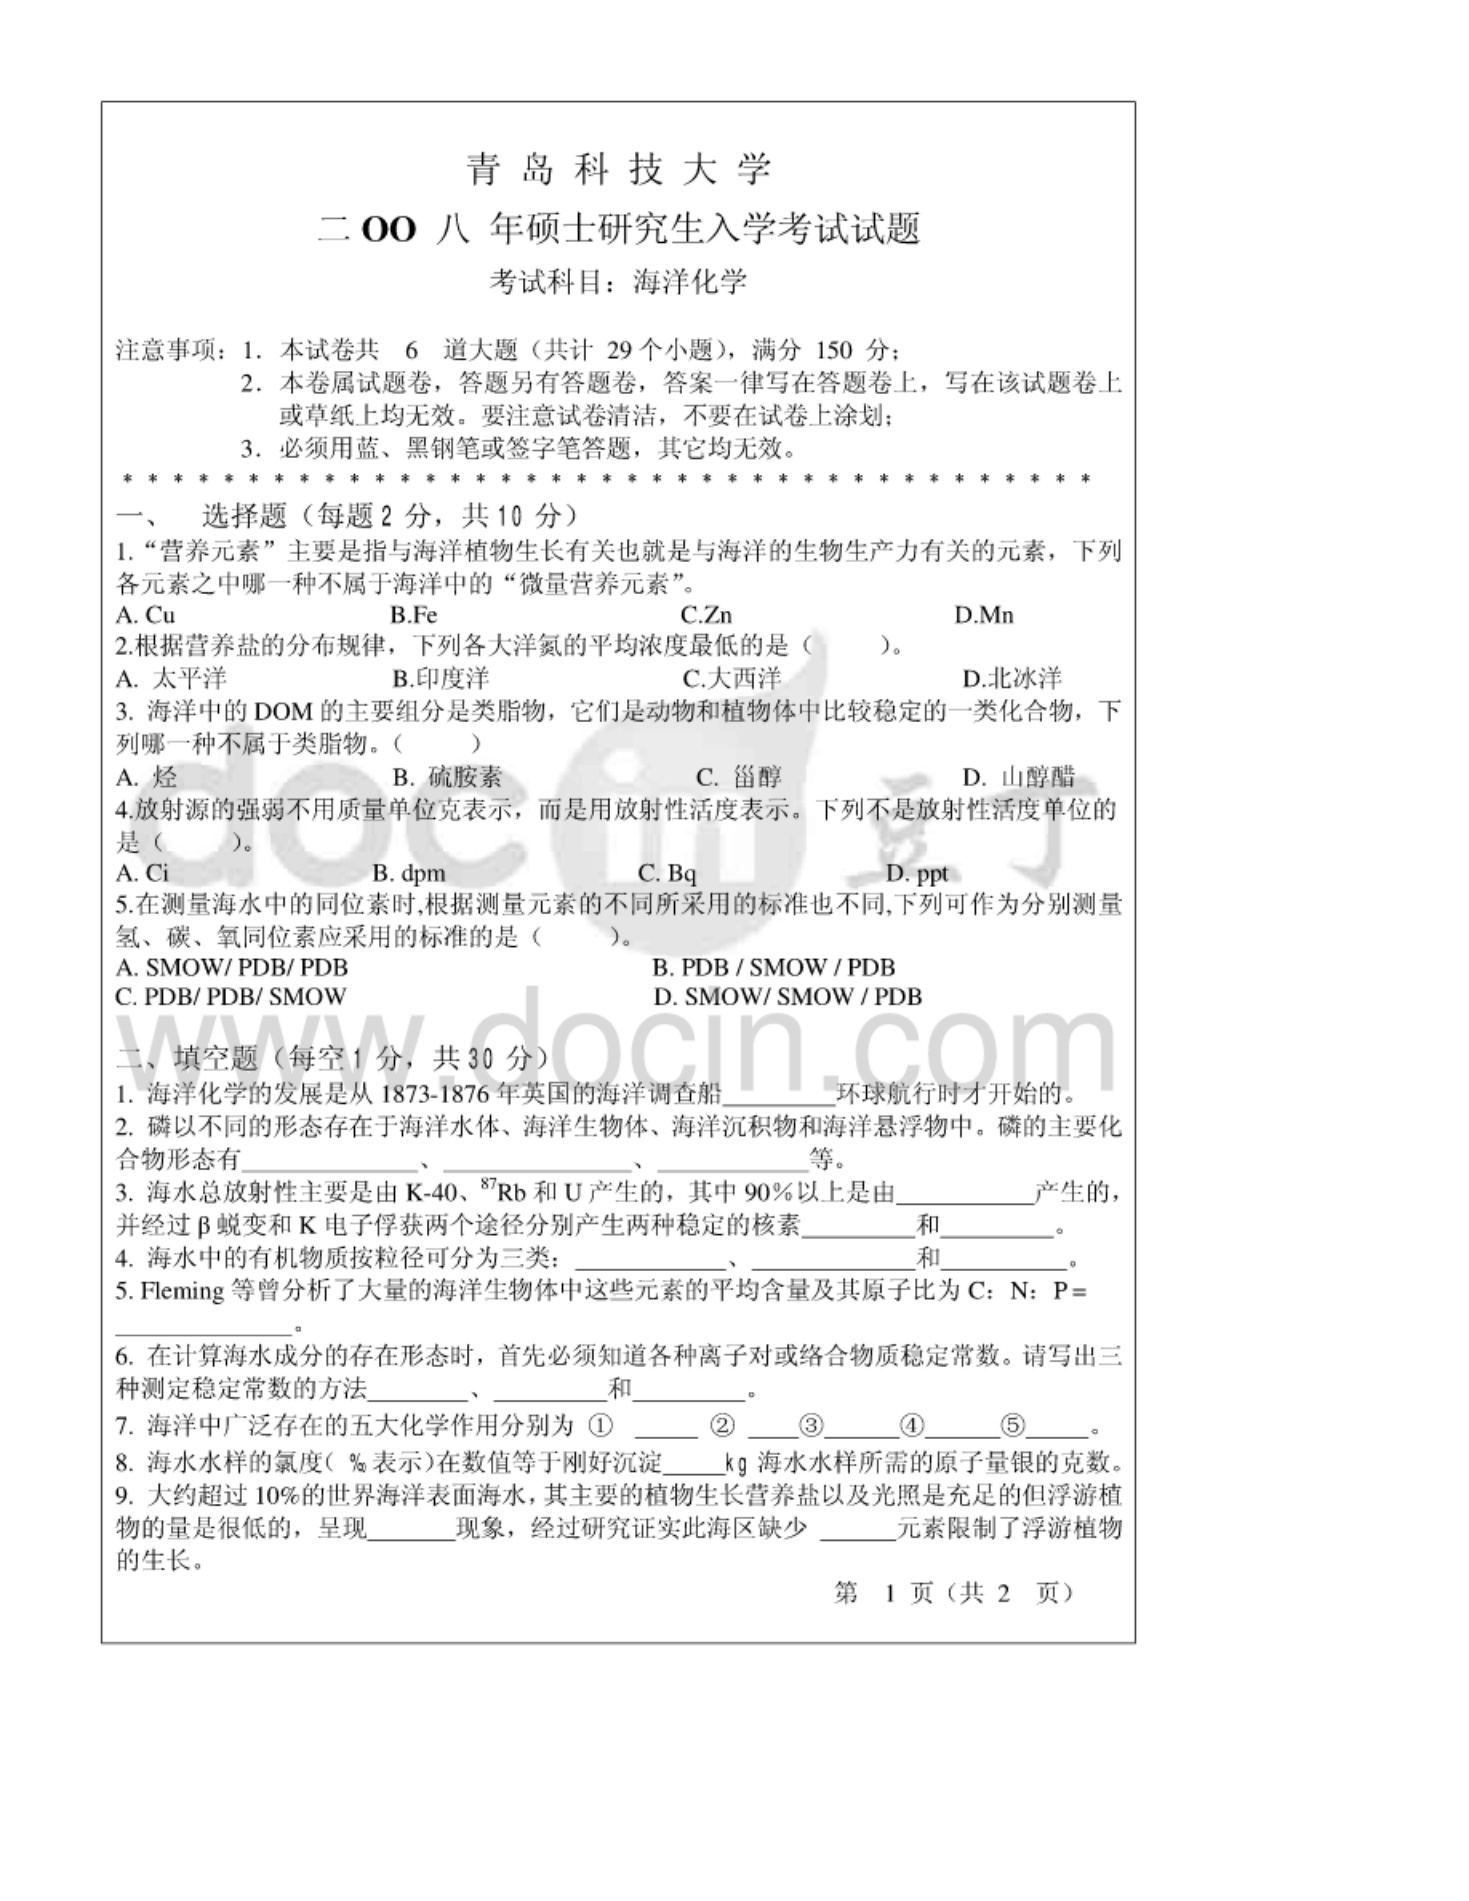 青 岛 科 技 大 学
二OO 八 年硕士研究生入学考试试题
考试科目：海洋化学
注意事项：1．本试卷共 6 道大题（共计 29个小题），满分 150 分；
2．本卷属试题卷，答题另有答题卷，答案一律写在答题卷上，写在该试题卷上
或草纸上均无效。要注意试卷清洁，不要在试卷上涂划；
3．必须用蓝、黑钢笔或签字笔答题，其它均无效。
* * * * * * * * * * * * * * * * * * * * * * * * * * * * * * * * * * * * * * *
一、 选择题（每题2 分，共10 分）
1.“营养元素”主要是指与海洋植物生长有关也就是与海洋的生物生产力有关的元素，下列
各元素之中哪一种不属于海洋中的“微量营养元素”。
A. Cu B.Fe C.Zn D.Mn
2.根据营养盐的分布规律，下列各大洋氮的平均浓度最低的是（ ）。
A. 太平洋 B.印度洋 C.大西洋 D.北冰洋
3. 海洋中的 DOM 的主要组分是类脂物，它们是动物和植物体中比较稳定的一类化合物，下
列哪一种不属于类脂物。（ ）
A. 烃 B. 硫胺素 C. 甾醇 D. 山醇醋
4.放射源的强弱不用质量单位克表示，而是用放射性活度表示。下列不是放射性活度单位的
是（ ）。
A. Ci B. dpm C. Bq D. ppt
5.在测量海水中的同位素时,根据测量元素的不同所采用的标准也不同,下列可作为分别测量
氢、碳、氧同位素应采用的标准的是（ ）。
A. SMOW/ PDB/ PDB B. PDB / SMOW / PDB
C. PDB/ PDB/ SMOW D. SMOW/ SMOW / PDB
二、填空题（每空1 分，共30 分）
1. 海洋化学的发展是从 1873-1876 年英国的海洋调查船_________环球航行时才开始的。
2. 磷以不同的形态存在于海洋水体、海洋生物体、海洋沉积物和海洋悬浮物中。磷的主要化
合物形态有______________、_______________、____________等。
3. 海水总放射性主要是由 K-40、⁸⁷Rb 和 U 产生的，其中 90%以上是由___________产生的，
并经过 β 蜕变和 K 电子俘获两个途径分别产生两种稳定的核素_________和_________。
4. 海水中的有机物质按粒径可分为三类：____________、_____________和__________。
5. Fleming 等曾分析了大量的海洋生物体中这些元素的平均含量及其原子比为 C：N：P =
______________。
6. 在计算海水成分的存在形态时，首先必须知道各种离子对或络合物质稳定常数。请写出三
种测定稳定常数的方法________、_________和_________。
7. 海洋中广泛存在的五大化学作用分别为 ① _____ ② ____③______④______⑤_____。
8. 海水水样的氯度( ‰表示)在数值等于刚好沉淀_____kg 海水水样所需的原子量银的克数。
9. 大约超过 10%的世界海洋表面海水，其主要的植物生长营养盐以及光照是充足的但浮游植
物的量是很低的，呈现_______现象，经过研究证实此海区缺少 ______元素限制了浮游植物
的生长。
第 1 页（共 2 页）
docin 豆丁
www.docin.com